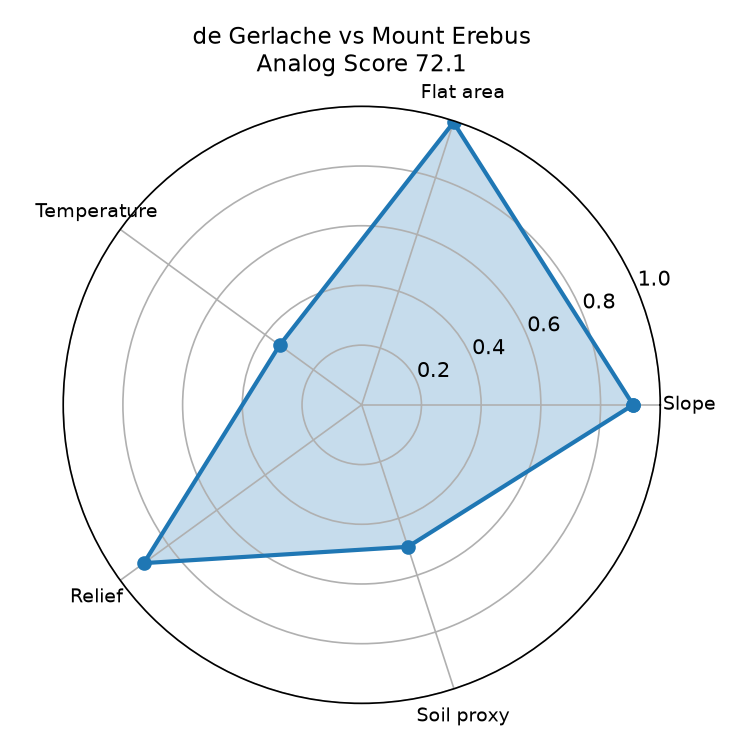 de Gerlache vs Mount Erebus
Analog Score 72.1
Flat area
Temperature
1.0
0.8
0.6
0.4
0.2
Slope
Relief
Soil proxy